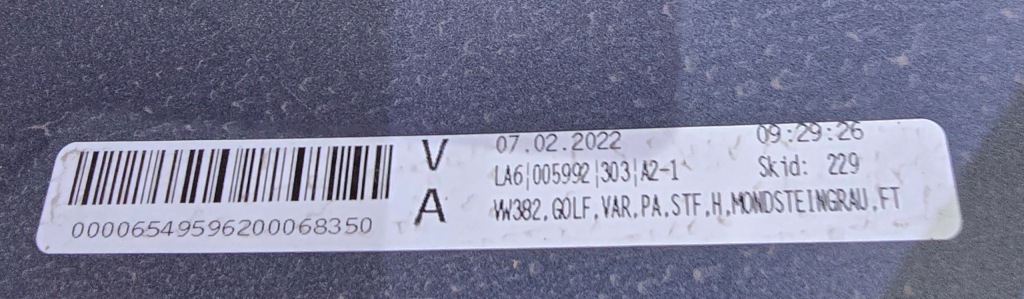 V 07.02.2022 09:29:26
LA6|005992|303|A2-1 Skid: 229
A VW382,GOLF,VAR,PA,STF,H,MONDSTEINGRAU,FT
00006549596200068350